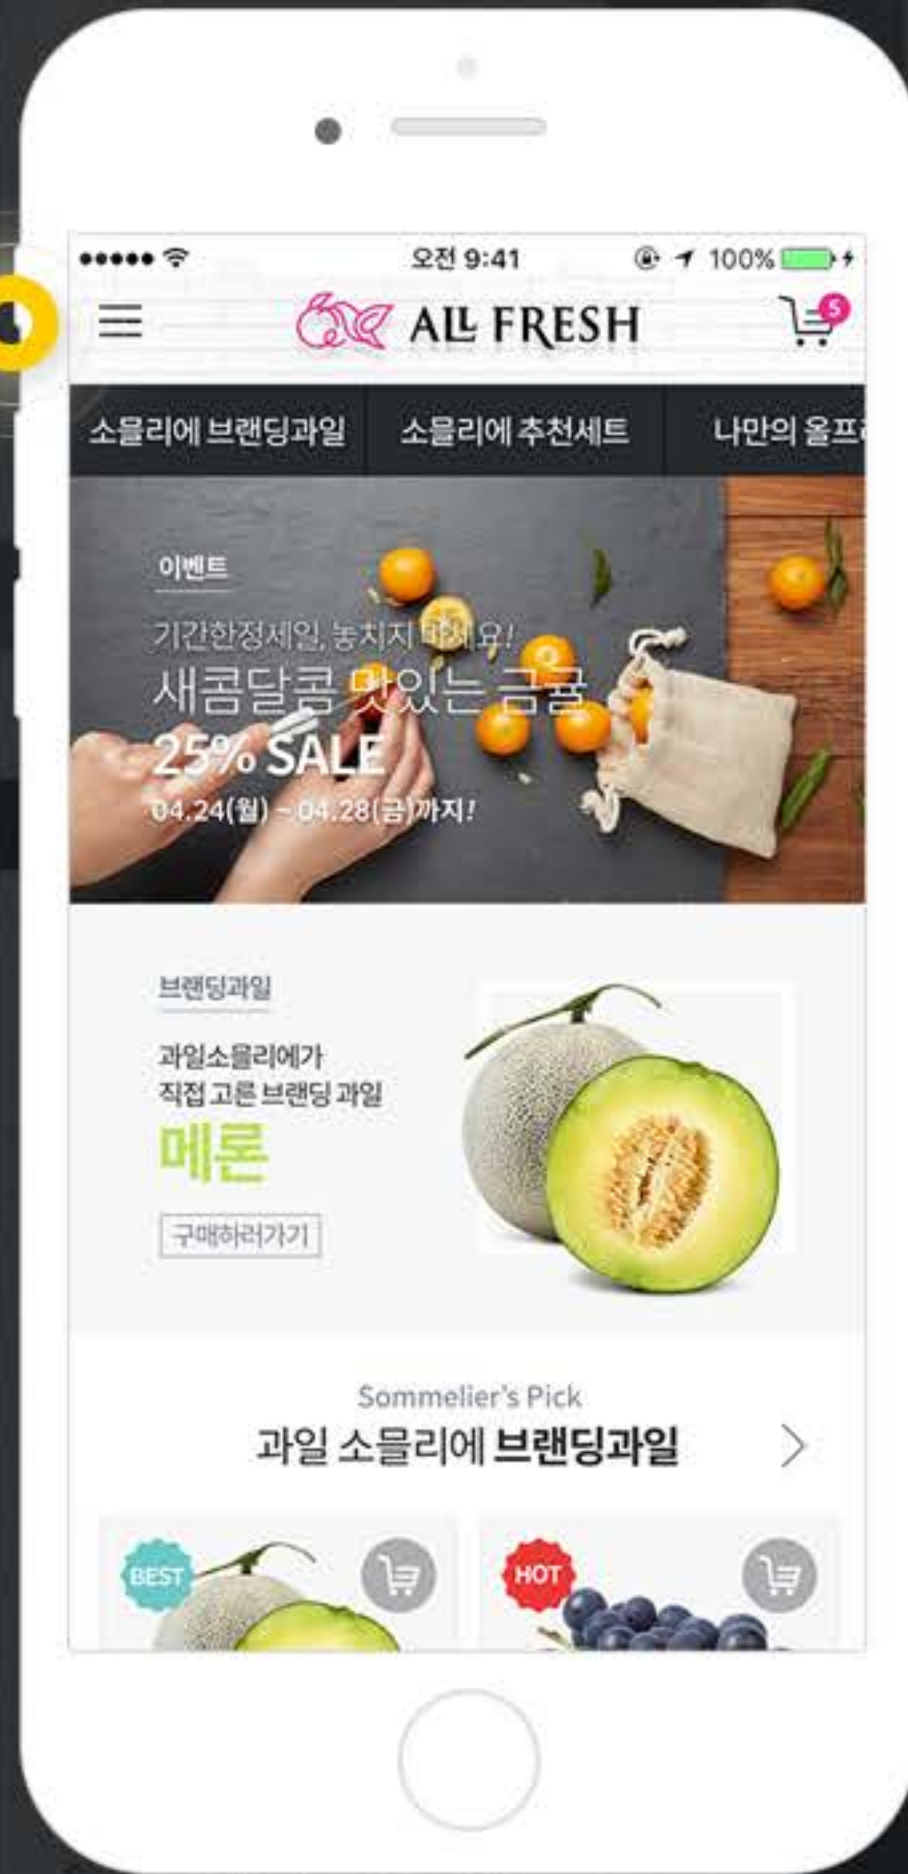 오전 9:41
100%
ALL FRESH
5
소믈리에 브랜딩과일
소믈리에 추천세트
나만의 올프
이벤트
기간한정세일, 놓치지 마세요!
새콤달콤 맛있는 금귤
25% SALE
04.24(월) ~ 04.28(금)까지!
브랜딩과일
과일소믈리에가
직접 고른 브랜딩 과일
메론
구매하러가기
Sommelier's Pick
과일 소믈리에 브랜딩과일
BEST
HOT